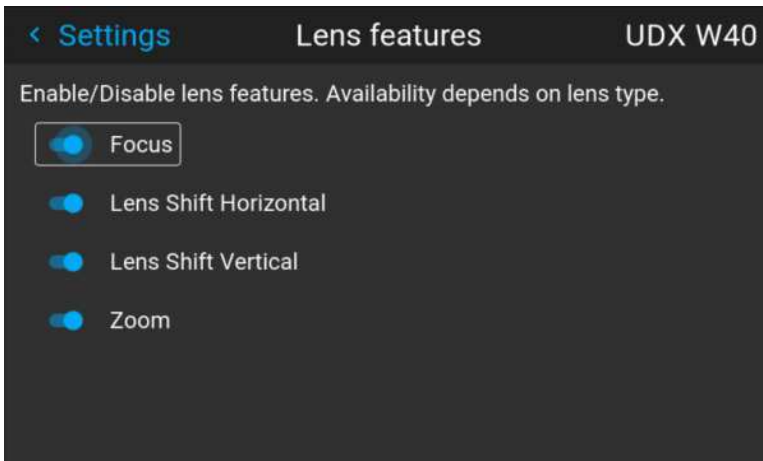 Settings Lens features UDX W40
Enable/Disable lens features. Availability depends on lens type.
Focus
Lens Shift Horizontal
Lens Shift Vertical
Zoom